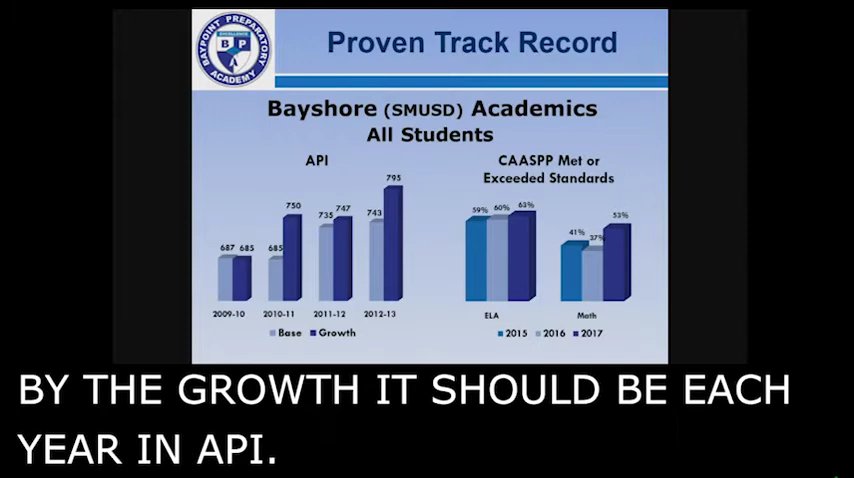 BAYPOINT PREPARATORY
EXCELLENCE
B P
A
ACADEMY
Proven Track Record
Bayshore (SMUSD) Academics
All Students
API
687 685 685 750 735 747 743 795
2009-10 2010-11 2011-12 2012-13
Base Growth
CAASPP Met or
Exceeded Standards
59% 60% 63% 41% 37% 53%
ELA Math
2015 2016 2017
BY THE GROWTH IT SHOULD BE EACH
YEAR IN API.